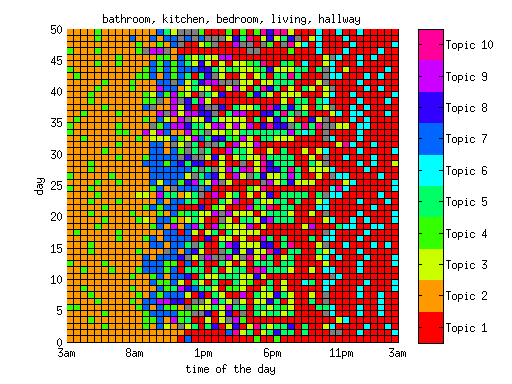 bathroom, kitchen, bedroom, living, hallway
50
45
40
35
30
25
20
15
10
5
0
day
3am 8am 1pm 6pm 11pm 3am
time of the day
Topic 10
Topic 9
Topic 8
Topic 7
Topic 6
Topic 5
Topic 4
Topic 3
Topic 2
Topic 1